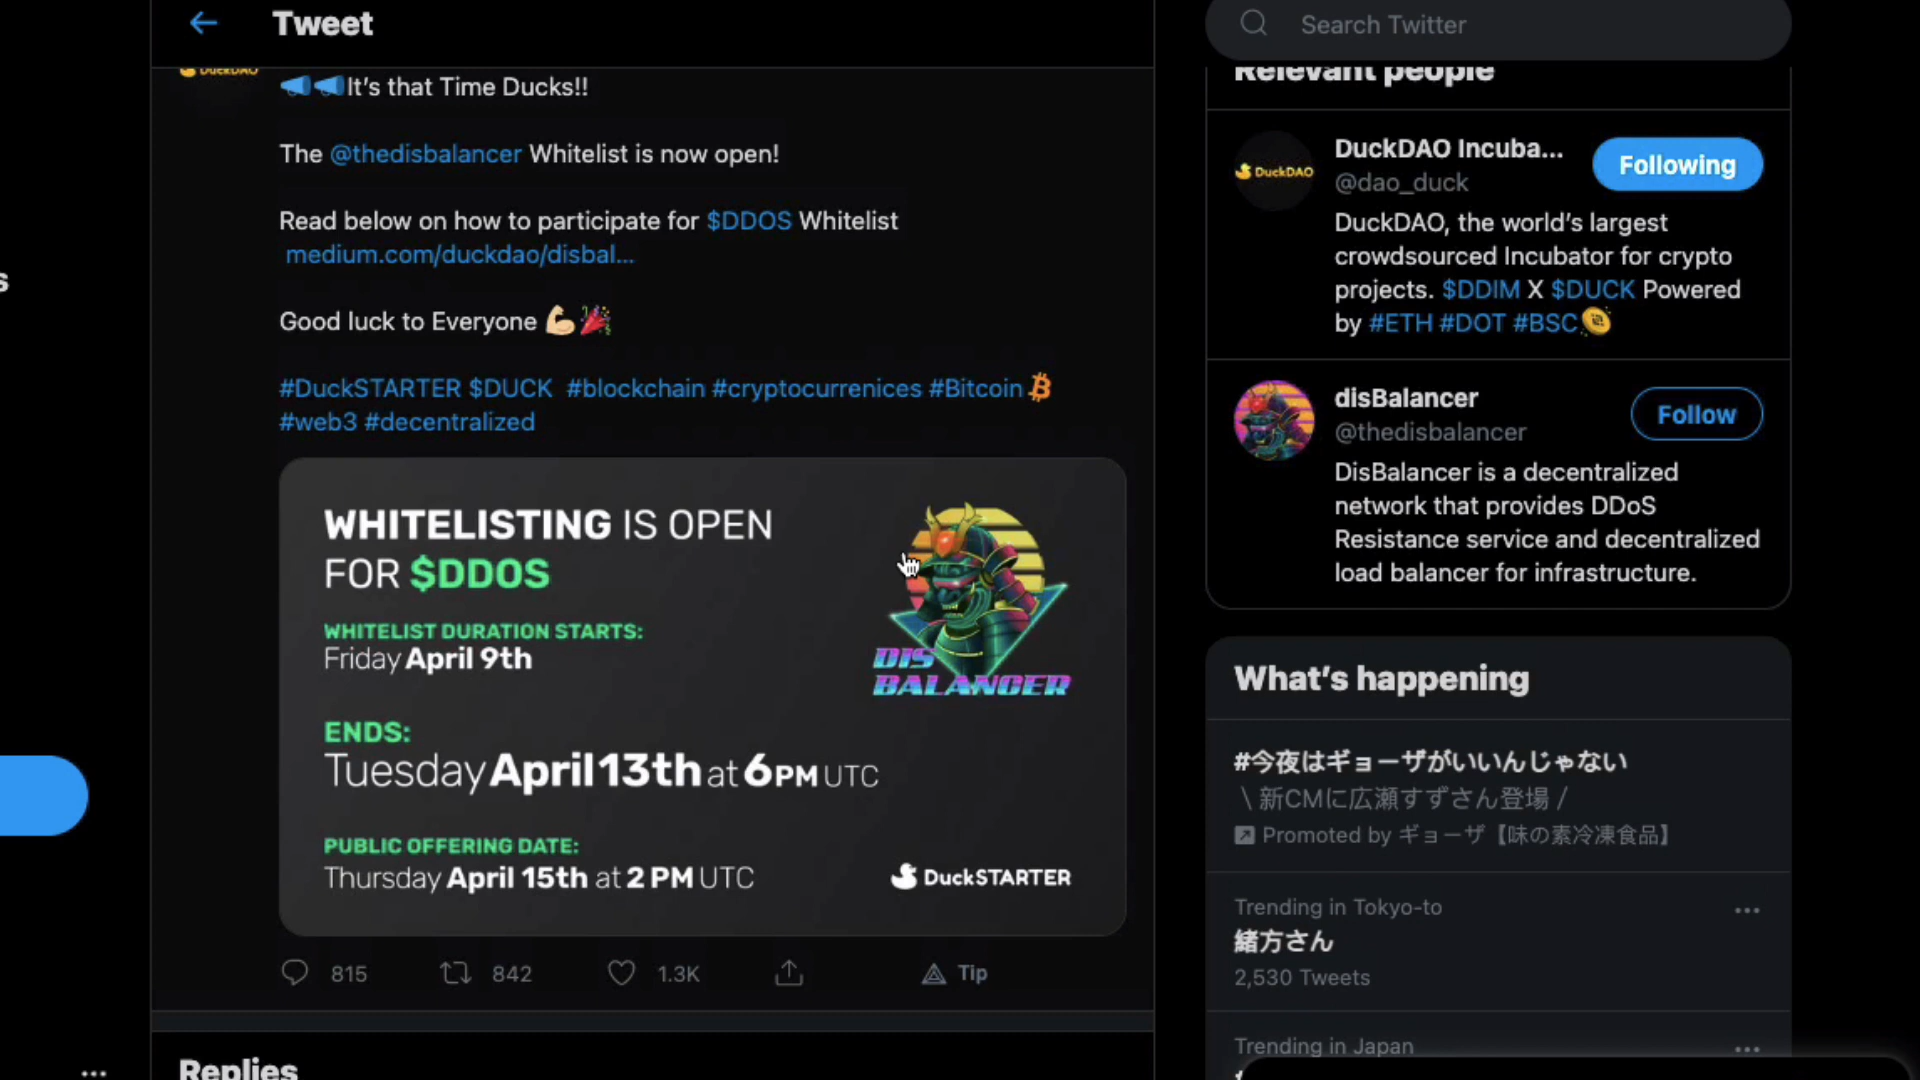 Tweet
DuckDAO
It's that Time Ducks!!
The @thedisbalancer Whitelist is now open!
Read below on how to participate for $DDOS Whitelist
medium.com/duckdao/disbal...
Good luck to Everyone
#DuckSTARTER $DUCK #blockchain #cryptocurrenices #Bitcoin
#web3 #decentralized
WHITELISTING IS OPEN
FOR $DDOS
WHITELIST DURATION STARTS:
Friday April 9th
ENDS:
Tuesday April 13th at 6PM UTC
PUBLIC OFFERING DATE:
Thursday April 15th at 2 PM UTC
DIS
BALANCER
DuckSTARTER
815
842
1.3K
Tip
Replies
Search Twitter
Relevant people
DuckDAO
DuckDAO Incuba...
@dao_duck
Following
DuckDAO, the world's largest
crowdsourced Incubator for crypto
projects. $DDIM X $DUCK Powered
by #ETH #DOT #BSC
disBalancer
@thedisbalancer
Follow
DisBalancer is a decentralized
network that provides DDoS
Resistance service and decentralized
load balancer for infrastructure.
What's happening
#今夜はギョーザがいいんじゃない
\ 新CMに広瀬すずさん登場 /
Promoted by ギョーザ【味の素冷凍食品】
Trending in Tokyo-to
緒方さん
2,530 Tweets
Trending in Japan